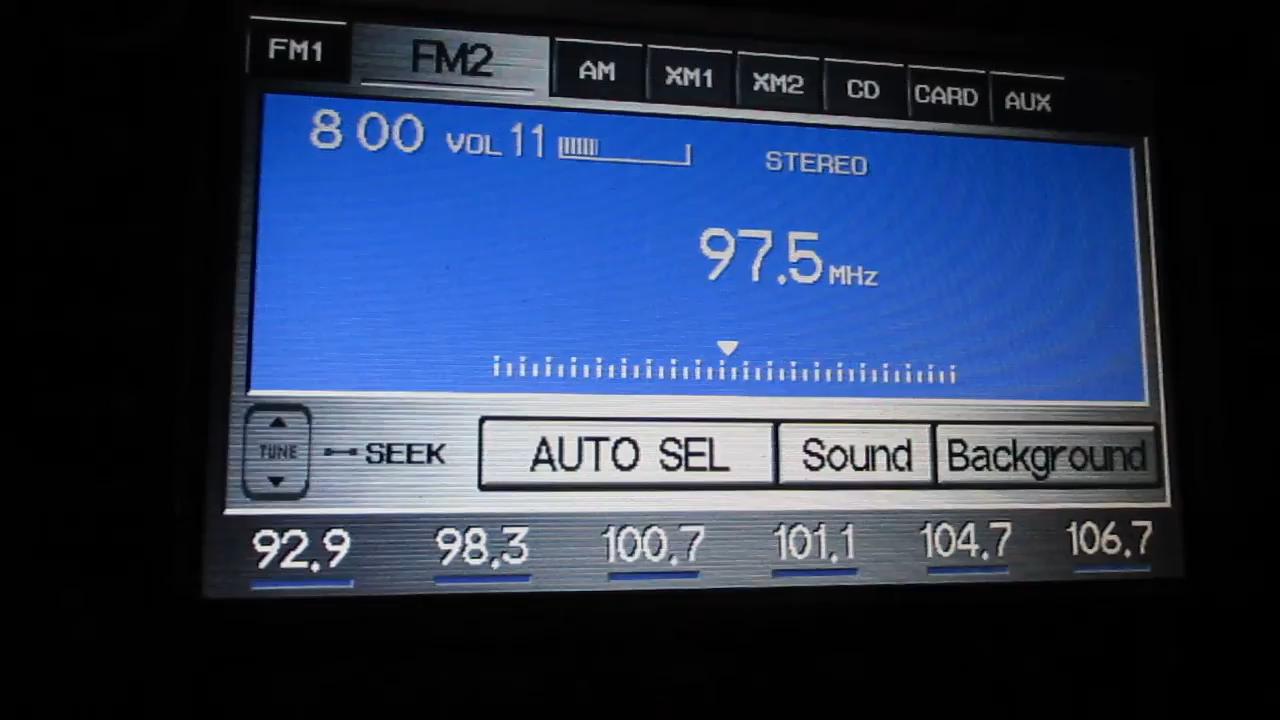 FM1 FM2 AM XM1 XM2 CD CARD AUX
8 00 VOL 11 STEREO
97.5 MHz
TUNE SEEK AUTO SEL Sound Background
92.9 98.3 100.7 101.1 104.7 106.7